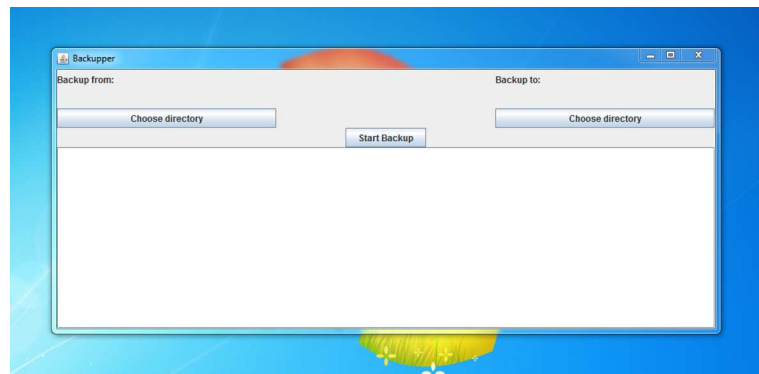 Backupper
Backup from:
Backup to:
Choose directory
Choose directory
Start Backup